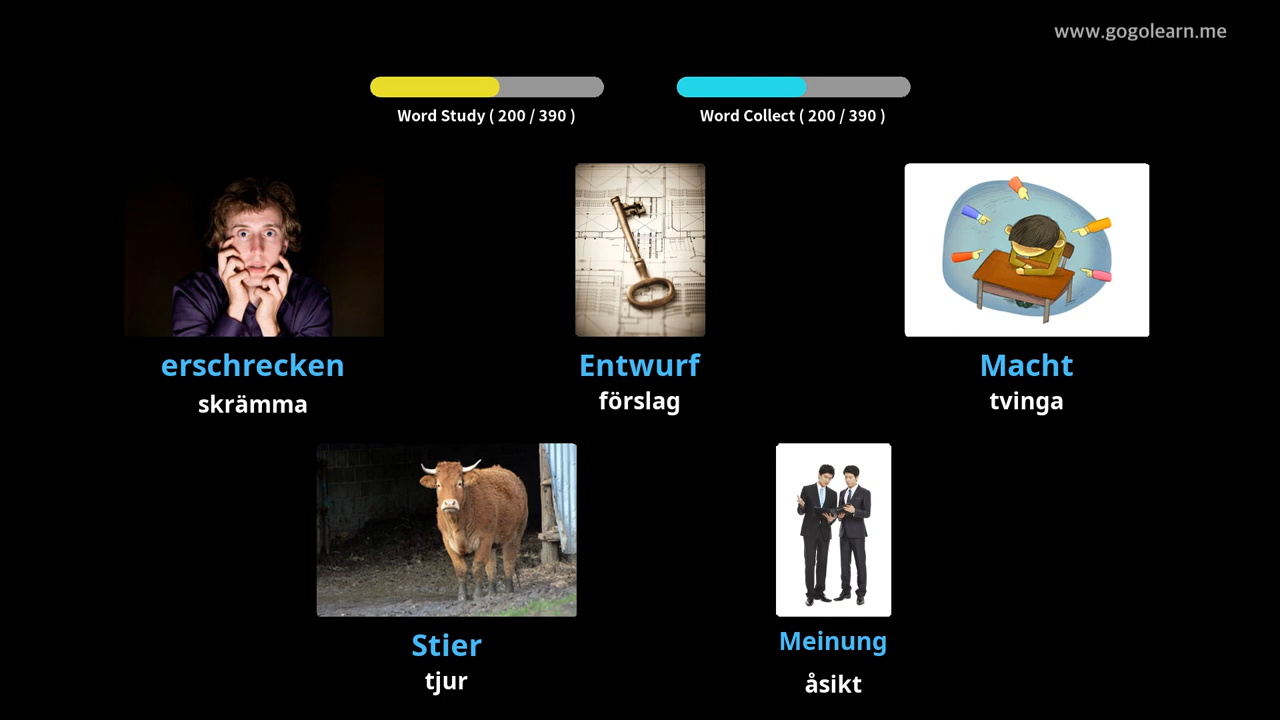 www.gogolearn.me
Word Study ( 200 / 390 )
Word Collect ( 200 / 390 )
erschrecken
skrämma
Entwurf
förslag
Macht
tvinga
Stier
tjur
Meinung
åsikt